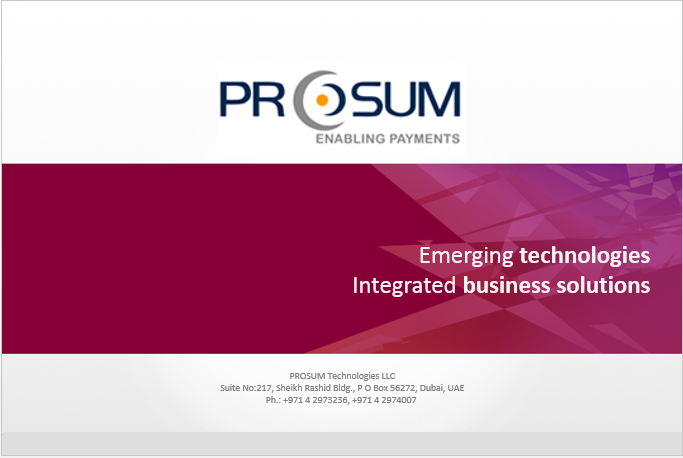 PROSUM
ENABLING PAYMENTS
Emerging technologies
Integrated business solutions
PROSUM Technologies LLC
Suite No:217, Sheikh Rashid Bldg., P O Box 56272, Dubai, UAE
Ph.: +971 4 2973236, +971 4 2974007